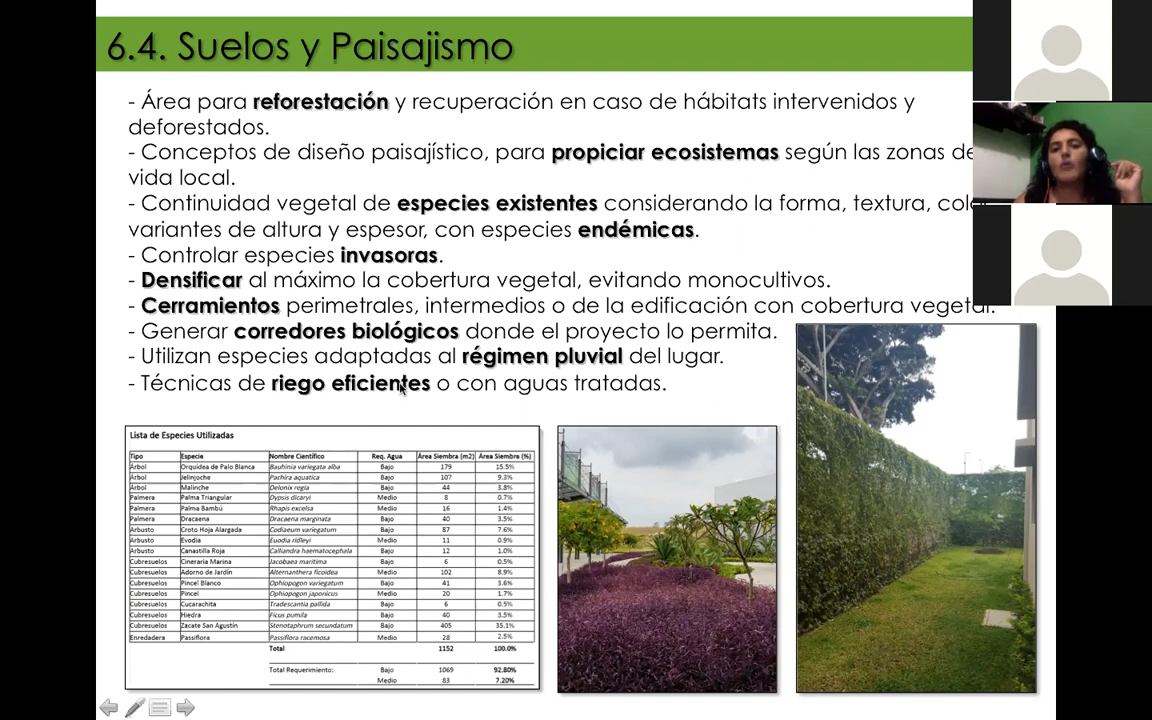 6.4. Suelos y Paisajismo
- Área para reforestación y recuperación en caso de hábitats intervenidos y
deforestados.
- Conceptos de diseño paisajístico, para propiciar ecosistemas según las zonas de
vida local.
- Continuidad vegetal de especies existentes considerando la forma, textura,
variantes de altura y espesor, con especies endémicas.
- Controlar especies invasoras.
- Densificar al máximo la cobertura vegetal, evitando monocultivos.
- Cerramientos perimetrales, intermedios o de la edificación con cobertura vegetal.
- Generar corredores biológicos donde el proyecto lo permita.
- Utilizan especies adaptadas al régimen pluvial del lugar.
- Técnicas de riego eficientes o con aguas tratadas.
Lista de Especies Utilizadas
Tipo Especie Nombre Científico Req. Agua Área Siembra (m2) Área Siembra (%)
Árbol Orquídea de Palo Blanca Bauhinia variegata alba Bajo 179 15.5%
Árbol Jelinjoche Pachira aquatica Bajo 107 9.3%
Árbol Malinche Delonix regia Bajo 44 3.8%
Palmera Palma Triangular Dypsis dicaryi Medio 8 0.7%
Palmera Palma Bambú Rhapis excelsa Medio 16 1.4%
Palmera Dracaena Dracaena marginata Bajo 40 3.5%
Arbusto Croto Hoja Alargada Codiaeum variegatum Bajo 87 7.6%
Arbusto Evodia Euodia ridleyi Medio 11 0.9%
Arbusto Canastilla Roja Calliandra haematocephala Bajo 12 1.0%
Cubresuelos Cineraria Marina Jacobaea maritima Bajo 6 0.5%
Cubresuelos Adorno de Jardín Alternanthera ficoidea Medio 102 8.9%
Cubresuelos Pincel Blanco Ophiopogon variegatum Bajo 41 3.6%
Cubresuelos Pincel Ophiopogon japonicus Medio 20 1.7%
Cubresuelos Cucarachita Tradescantia pallida Bajo 6 0.5%
Cubresuelos Hiedra Ficus pumila Bajo 40 3.5%
Cubresuelos Zacate San Agustín Stenotaphrum secundatum Bajo 405 35.1%
Enredadera Passiflora Passiflora racemosa Medio 28 2.5%
Total 1152 100.0%
Total Requerimiento: Bajo 1069 92.80%
Medio 83 7.20%